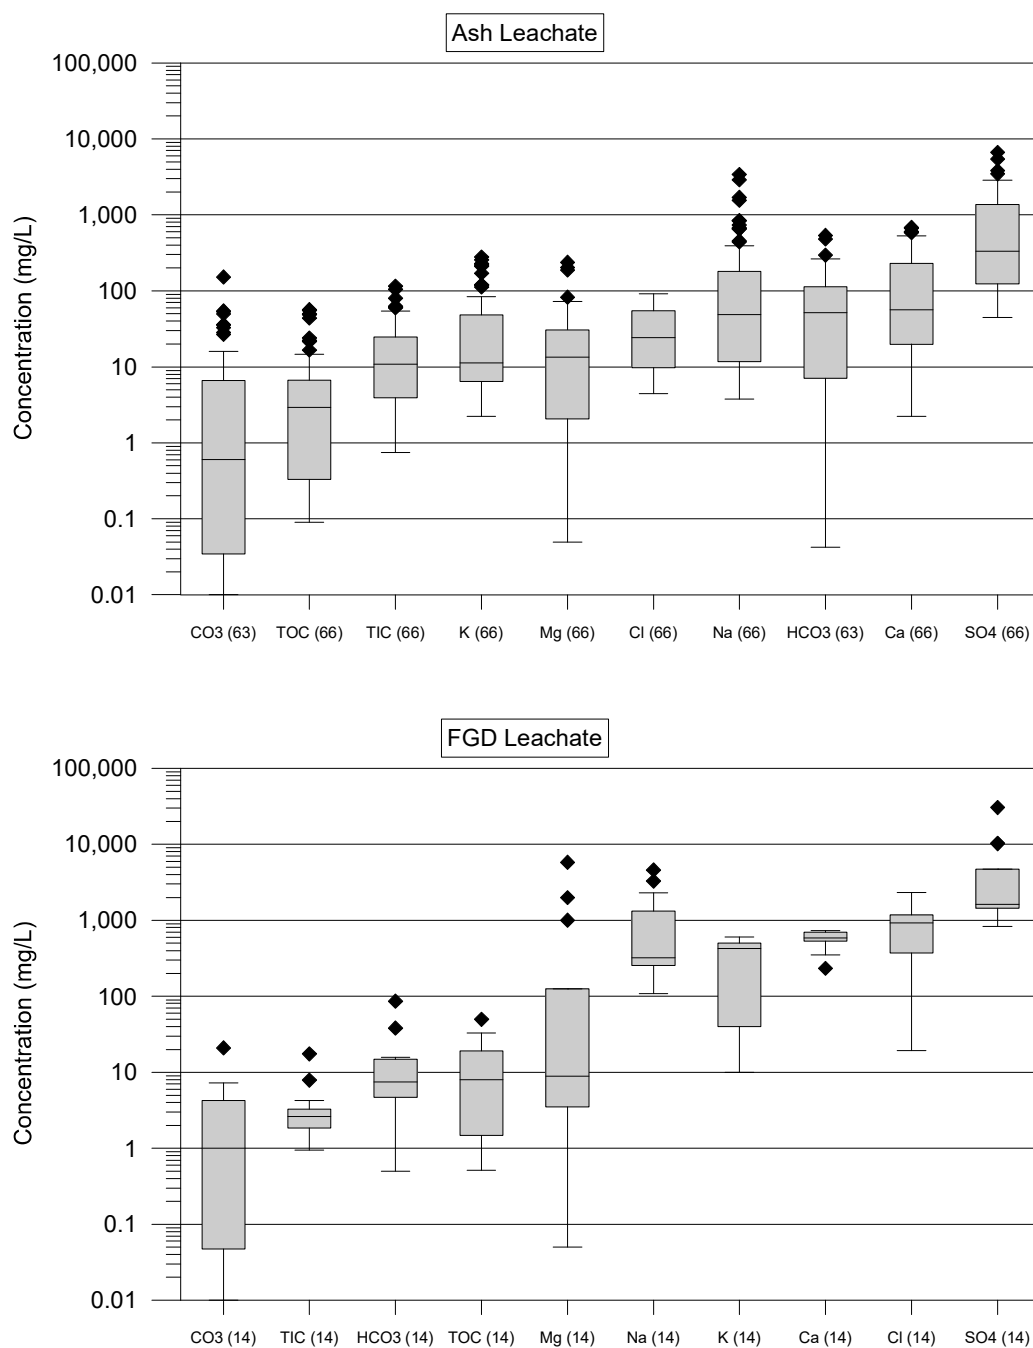 Ash Leachate
100,000
10,000
1,000
100
10
1
0.1
0.01
Concentration (mg/L)
CO3 (63) TOC (66) TIC (66) K (66) Mg (66) Cl (66) Na (66) HCO3 (63) Ca (66) SO4 (66)
FGD Leachate
100,000
10,000
1,000
100
10
1
0.1
0.01
Concentration (mg/L)
CO3 (14) TIC (14) HCO3 (14) TOC (14) Mg (14) Na (14) K (14) Ca (14) Cl (14) SO4 (14)